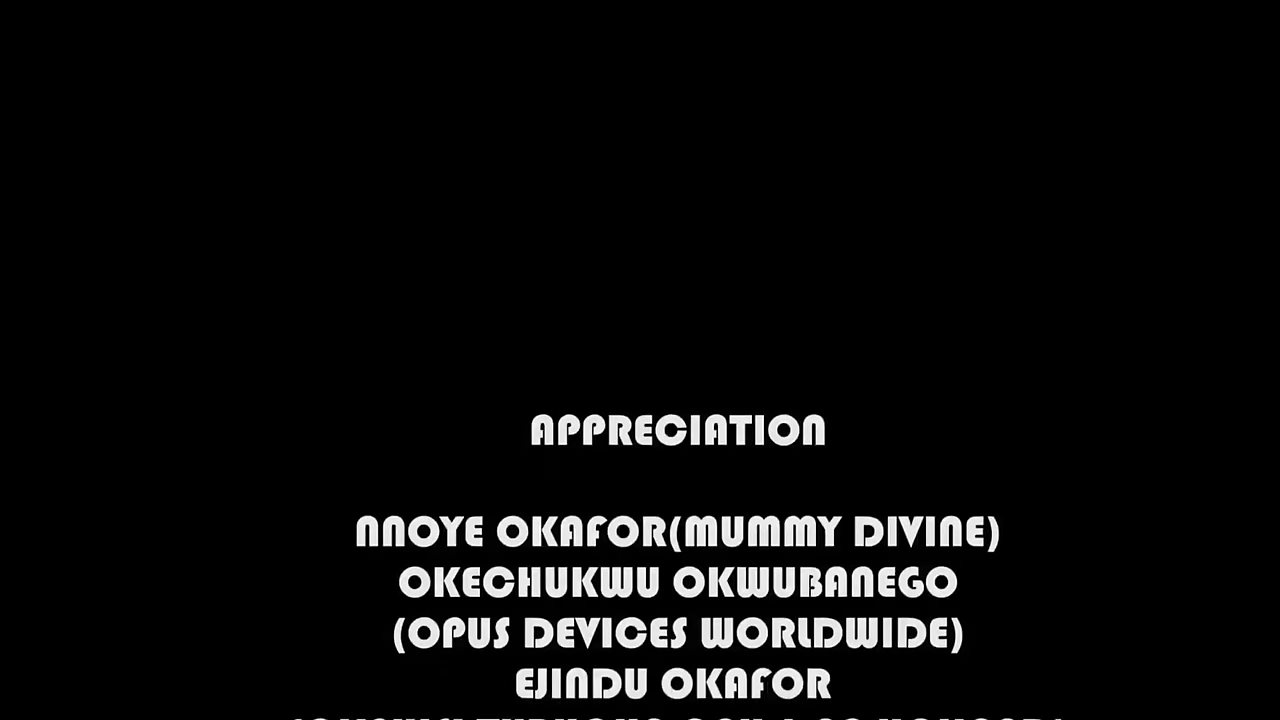 APPRECIATION
NNOYE OKAFOR(MUMMY DIVINE)
OKECHUKWU OKWUBANEGO
(OPUS DEVICES WORLDWIDE)
EJINDU OKAFOR